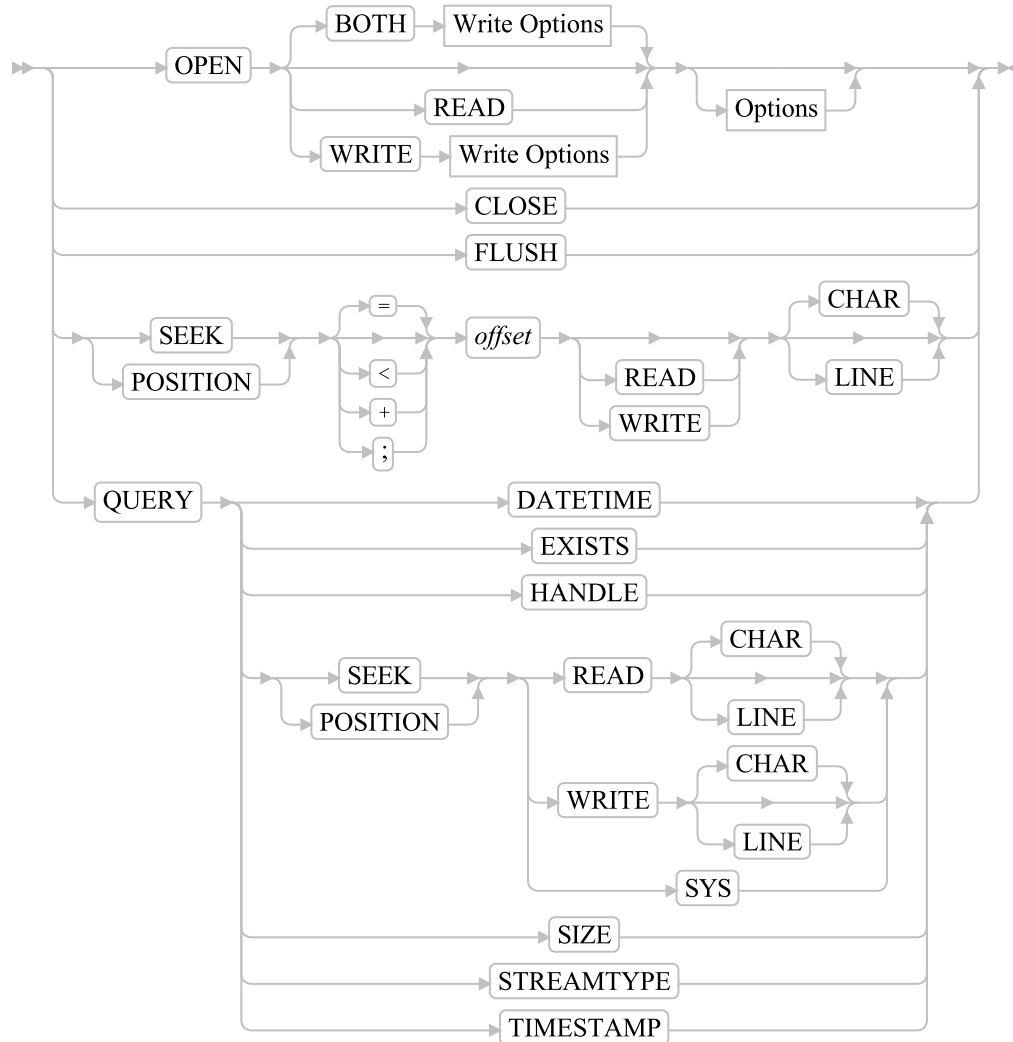 BOTH Write Options
OPEN
READ Options
WRITE Write Options
CLOSE
FLUSH
=
CHAR
SEEK offset
POSITION < READ LINE
+ WRITE
;
QUERY DATETIME
EXISTS
HANDLE
CHAR
SEEK READ
POSITION LINE
CHAR
WRITE
LINE
SYS
SIZE
STREAMTYPE
TIMESTAMP